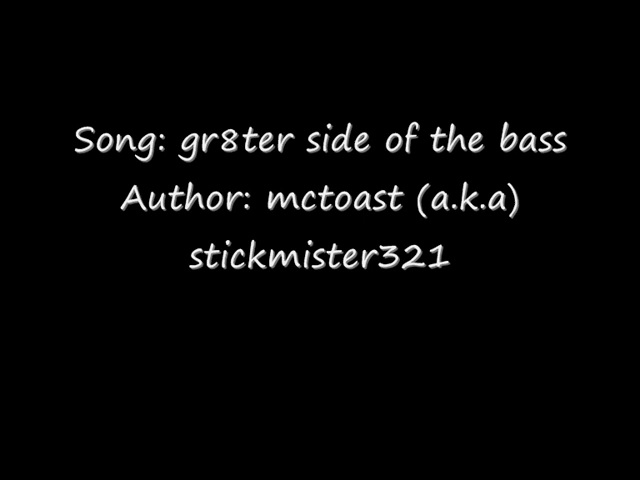 Song: gr8ter side of the bass
Author: mctoast (a.k.a)
stickmister321